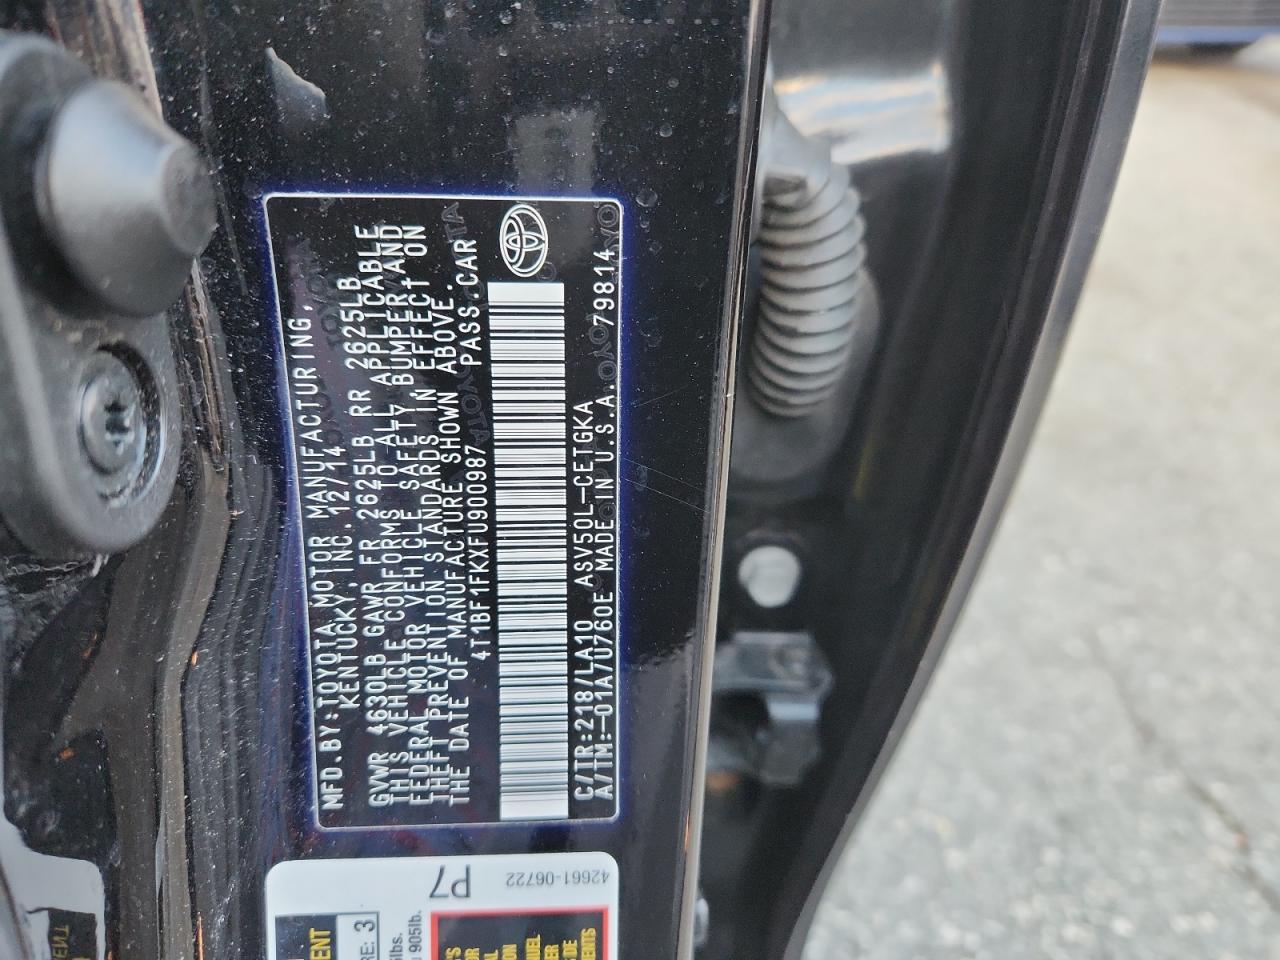 MFD.BY:TOYOTA MOTOR MANUFACTURING,
KENTUCKY, INC. 12/14
GVWR 4630LB GAWR FR 2625LB RR 2625LB
THIS VEHICLE CONFORMS TO ALL APPLICABLE
FEDERAL MOTOR VEHICLE SAFETY, BUMPER, AND
THEFT PREVENTION STANDARDS IN EFFECT ON
THE DATE OF MANUFACTURE SHOWN ABOVE.
4T1BF1FKXFU900987 PASS.CAR
C/TR:218/LA10 ASV50L-CETGKA
A/TM:-01A/U760E MADE IN U.S.A. 79814
P7
42661-06722
3
905lb.